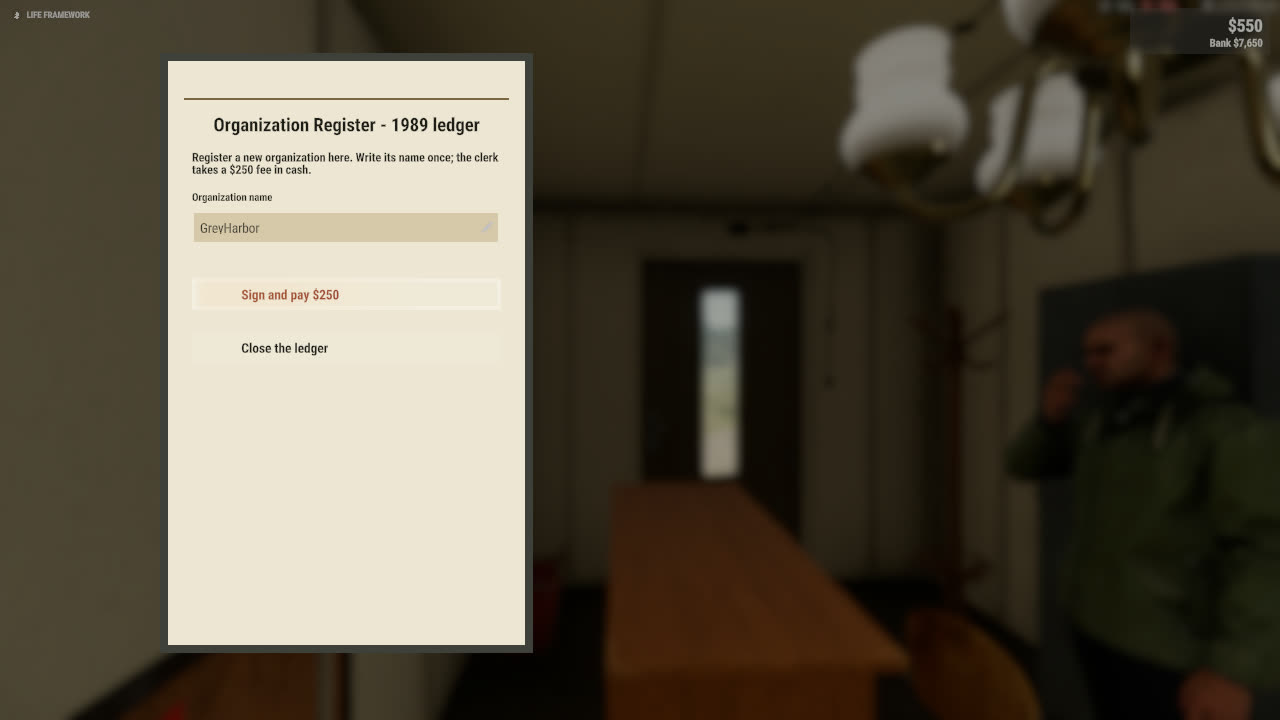 LIFE FRAMEWORK
$550
Bank $7,650
Organization Register - 1989 ledger
Register a new organization here. Write its name once; the clerk
takes a $250 fee in cash.
Organization name
GreyHarbor
Sign and pay $250
Close the ledger